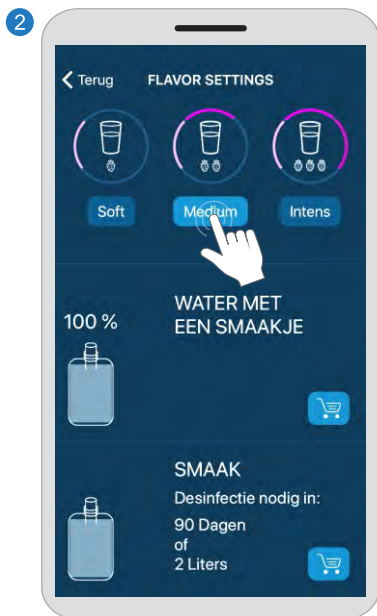 2
Terug FLAVOR SETTINGS
Soft Medium Intens
100 %
WATER MET
EEN SMAAKJE
SMAAK
Desinfectie nodig in:
90 Dagen
of
2 Liters